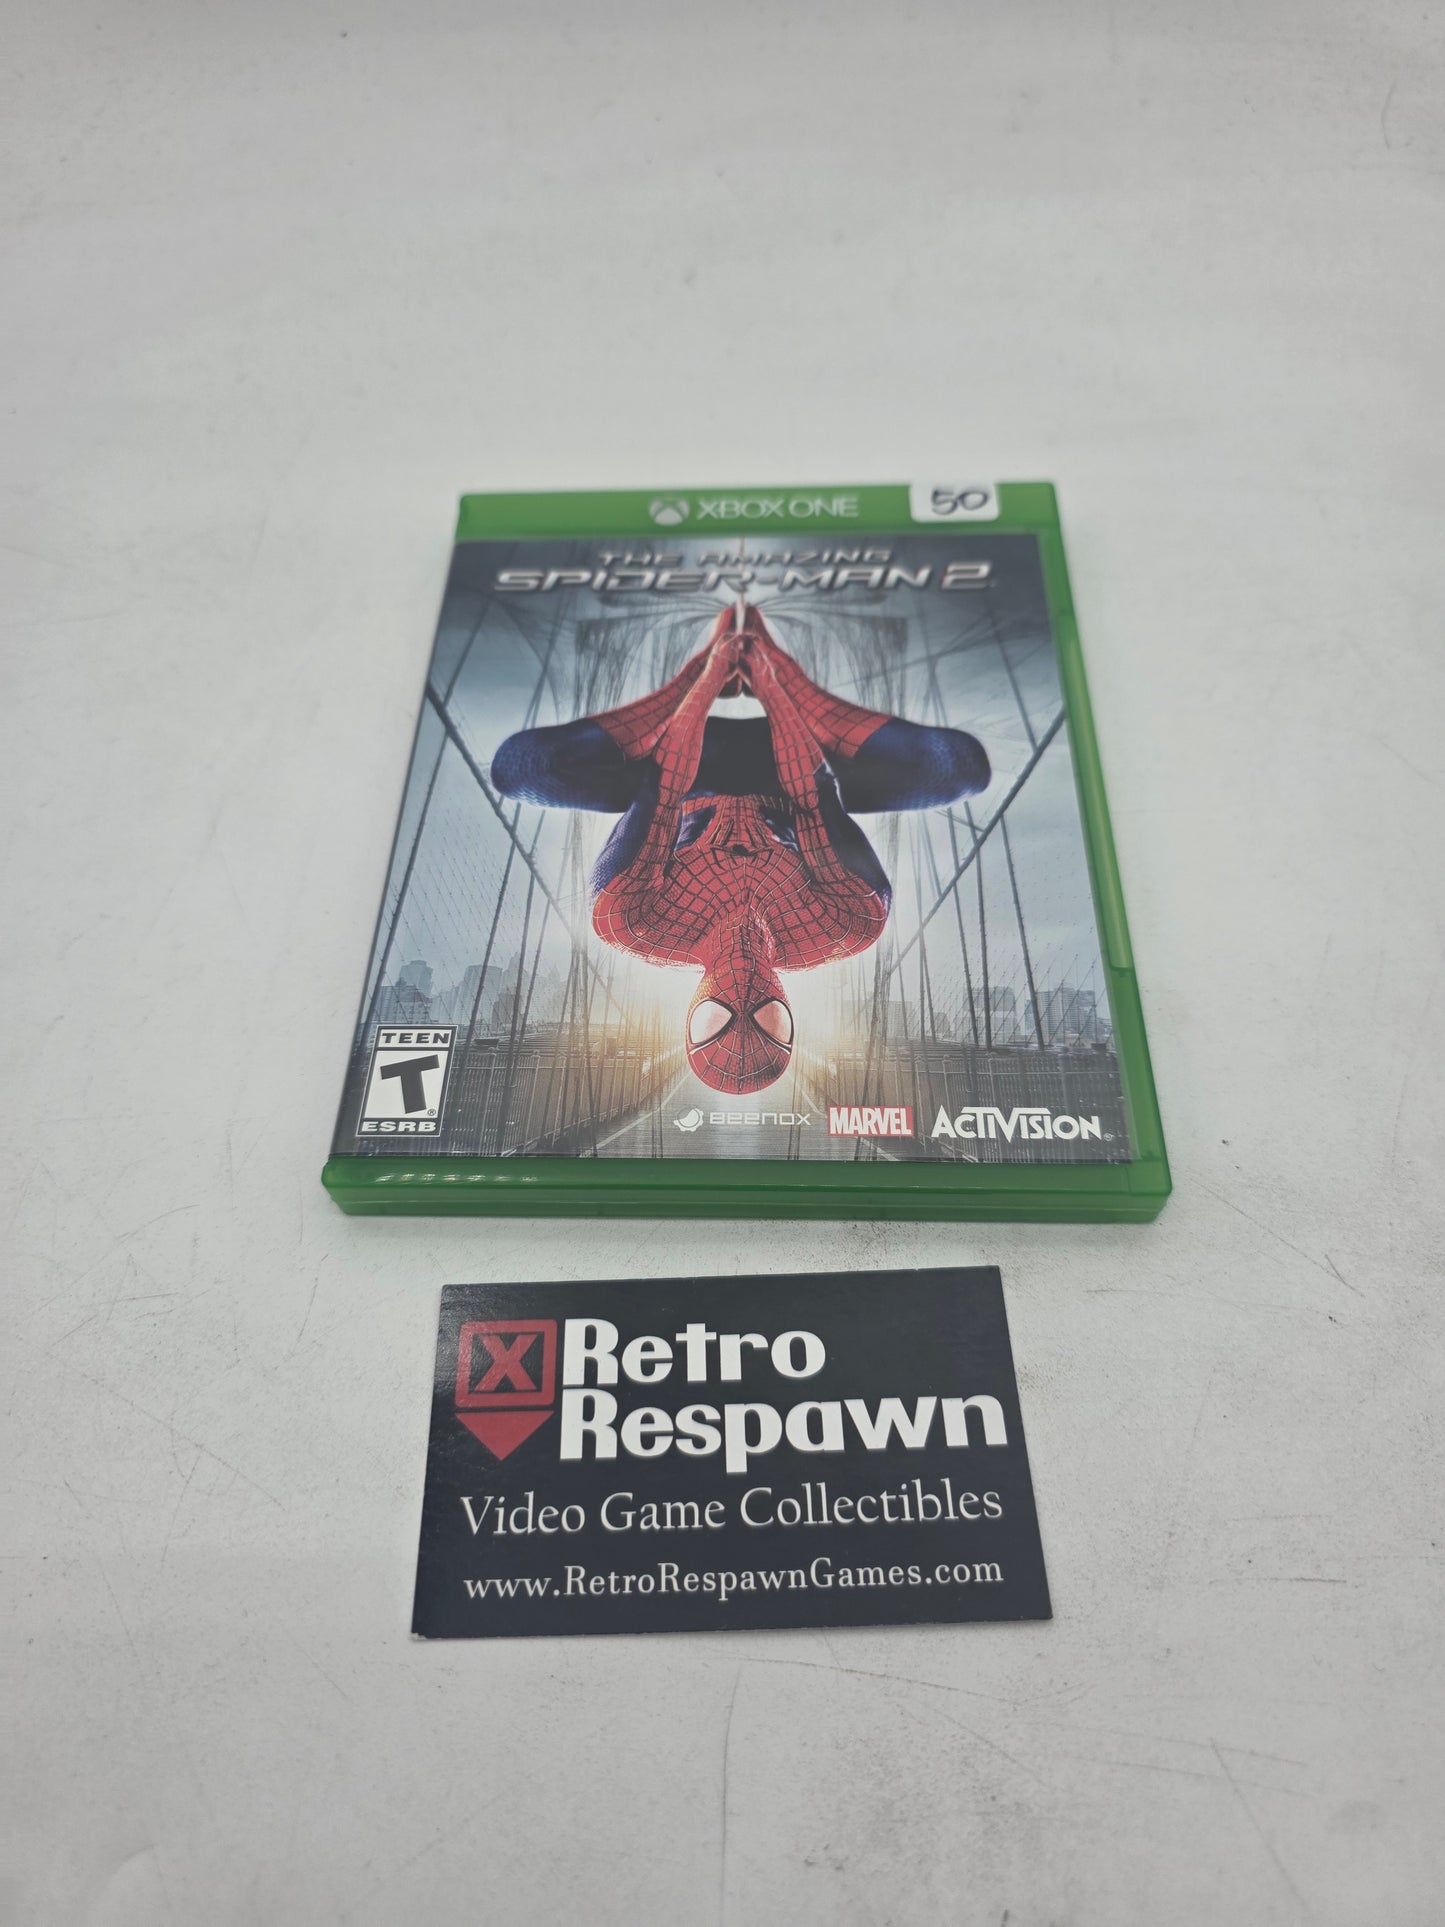 XBOX ONE
50
THE AMAZING
SPIDER-MAN 2
TEEN
T
ESRB
BEENOX
MARVEL
ACTIVISION
X
Retro
Respawn
Video Game Collectibles
www.RetroRespawnGames.com